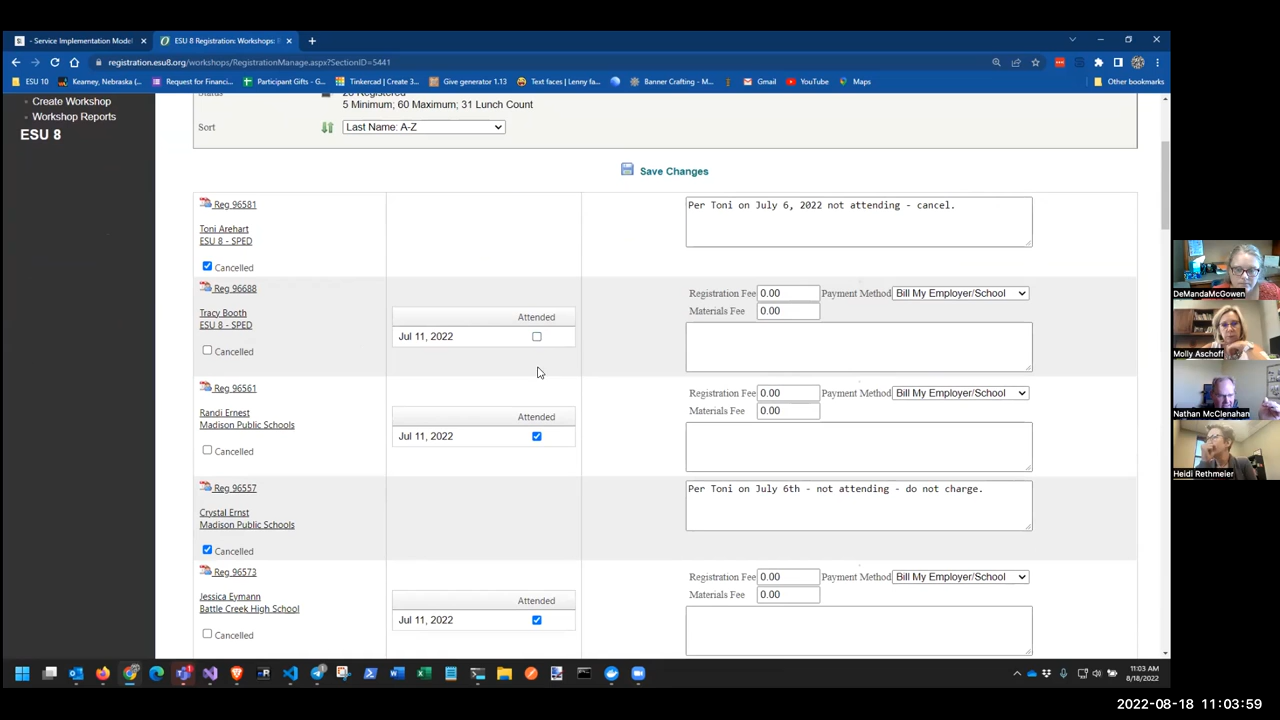 - Service Implementation Model
ESU 8 Registration: Workshops:
registration.esu8.org/workshops/RegistrationManage.aspx?SectionID=5441
ESU 10
Kearney, Nebraska (...
Request for Financi...
Participant Gifts - G...
Tinkercad | Create 3...
Give generator 1.13
Text faces | Lenny fa...
Banner Crafting - M...
Gmail
YouTube
Maps
Other bookmarks
Create Workshop
Workshop Reports
ESU 8
Status
5 Minimum; 60 Maximum; 31 Lunch Count
Sort
Last Name: A-Z
Save Changes
Reg 96581
Toni Arehart
ESU 8 - SPED
Cancelled
Per Toni on July 6, 2022 not attending - cancel.
Reg 96688
Tracy Booth
ESU 8 - SPED
Cancelled
Attended
Jul 11, 2022
Registration Fee 0.00 Payment Method Bill My Employer/School
Materials Fee 0.00
Reg 96561
Randi Ernest
Madison Public Schools
Cancelled
Attended
Jul 11, 2022
Registration Fee 0.00 Payment Method Bill My Employer/School
Materials Fee 0.00
Reg 96557
Crystal Ernst
Madison Public Schools
Cancelled
Per Toni on July 6th - not attending - do not charge.
Reg 96573
Jessica Eymann
Battle Creek High School
Cancelled
Attended
Jul 11, 2022
Registration Fee 0.00 Payment Method Bill My Employer/School
Materials Fee 0.00
DeMandaMcGowen
Molly Aschoff
Nathan McClenahan
Heidi Rethmeier
11:03 AM
8/18/2022
2022-08-18 11:03:59